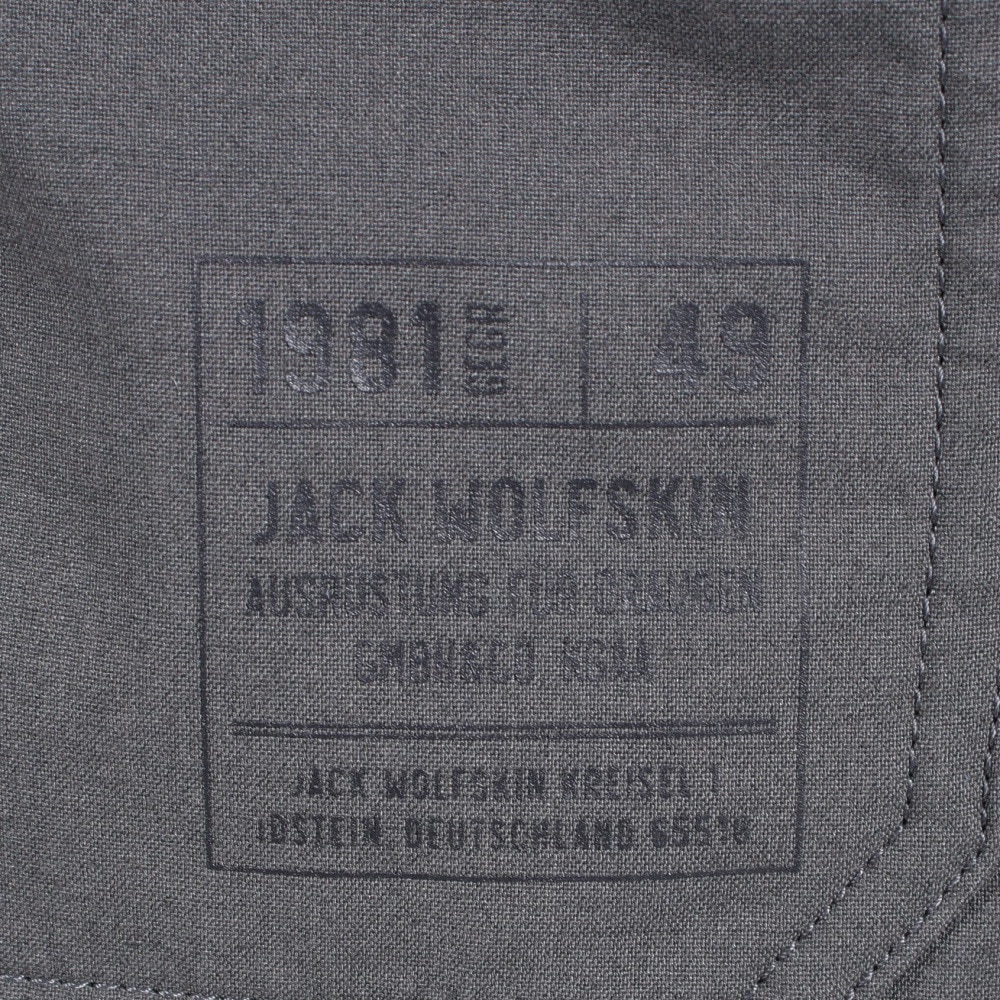 1981 GEGR 49
JACK WOLFSKIN
AUSRÜSTUNG FÜR DRAUSSEN
GMBH&CO KGAA
JACK WOLFSKIN KREISEL 1
IDSTEIN DEUTSCHLAND 65510